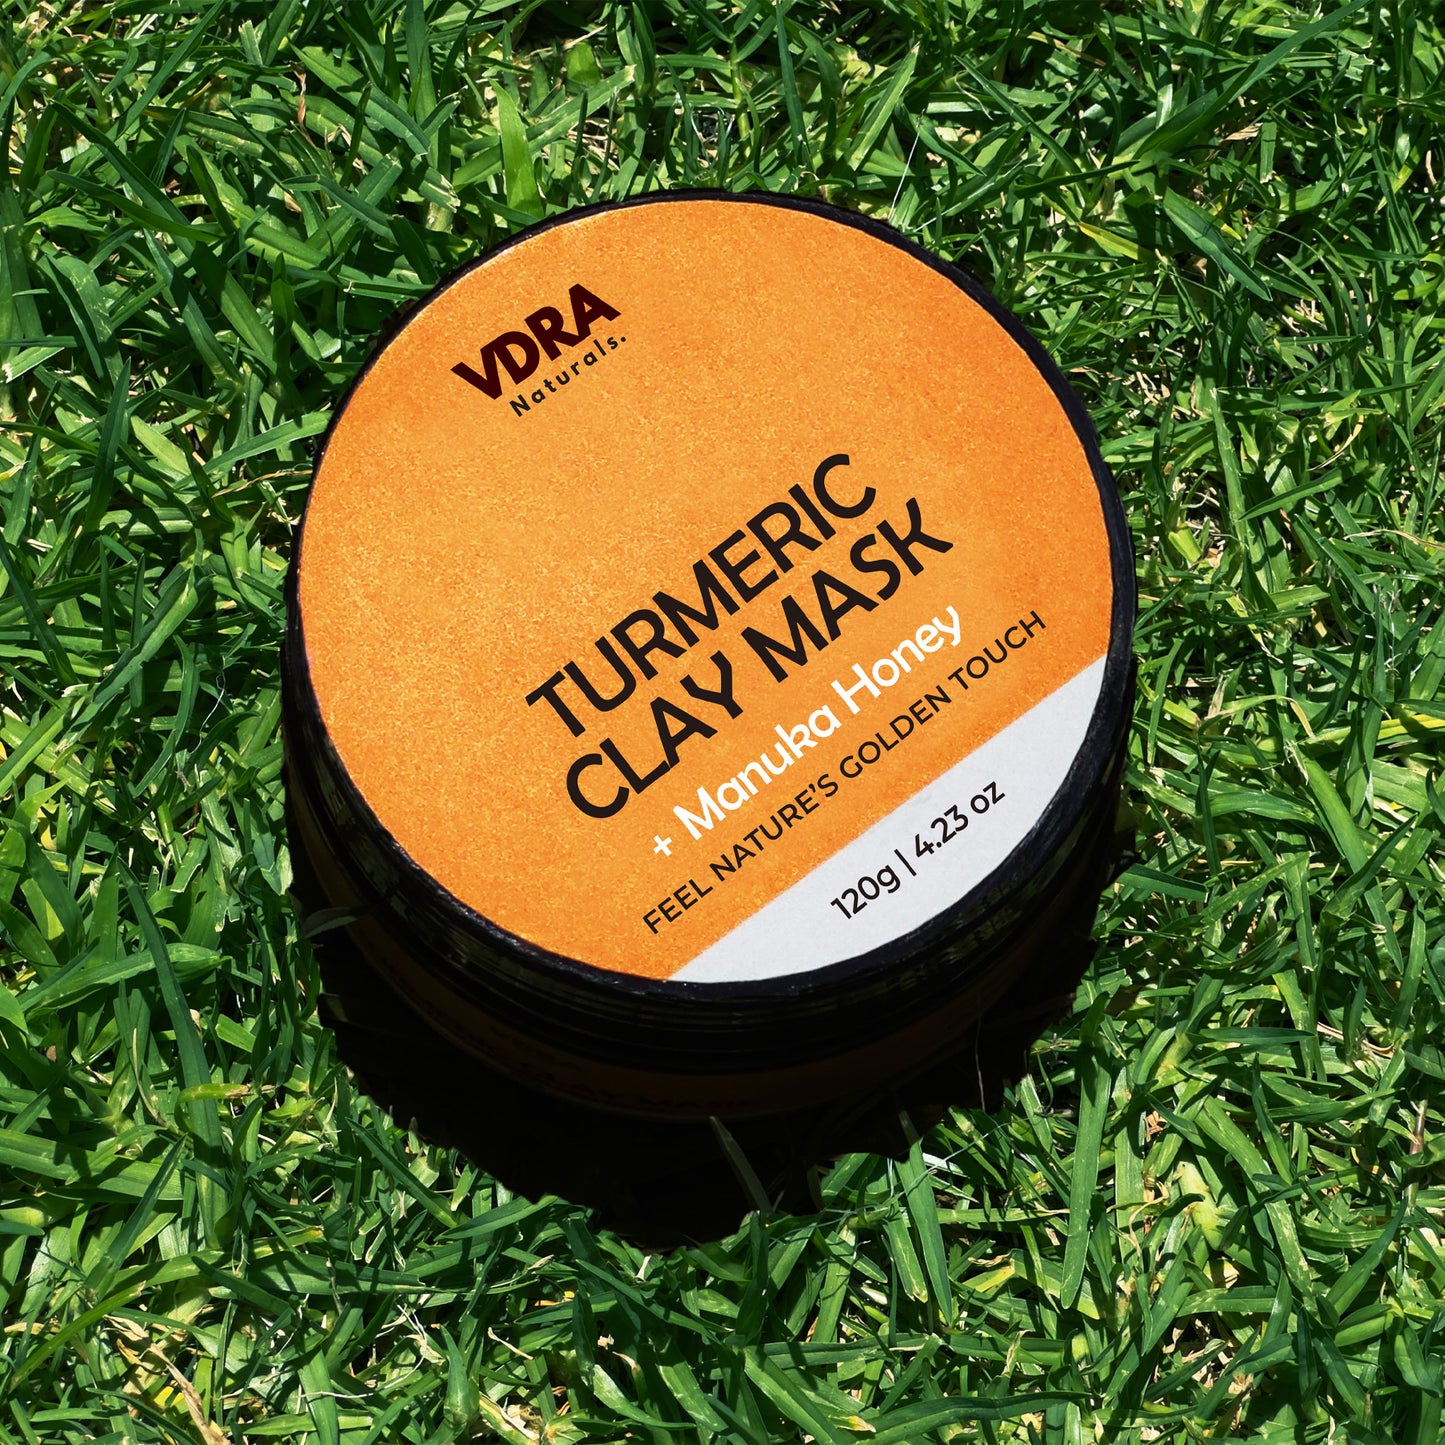 VDRA
Naturals.
TURMERIC
CLAY MASK
+ Manuka Honey
FEEL NATURE'S GOLDEN TOUCH
120g | 4.23 oz